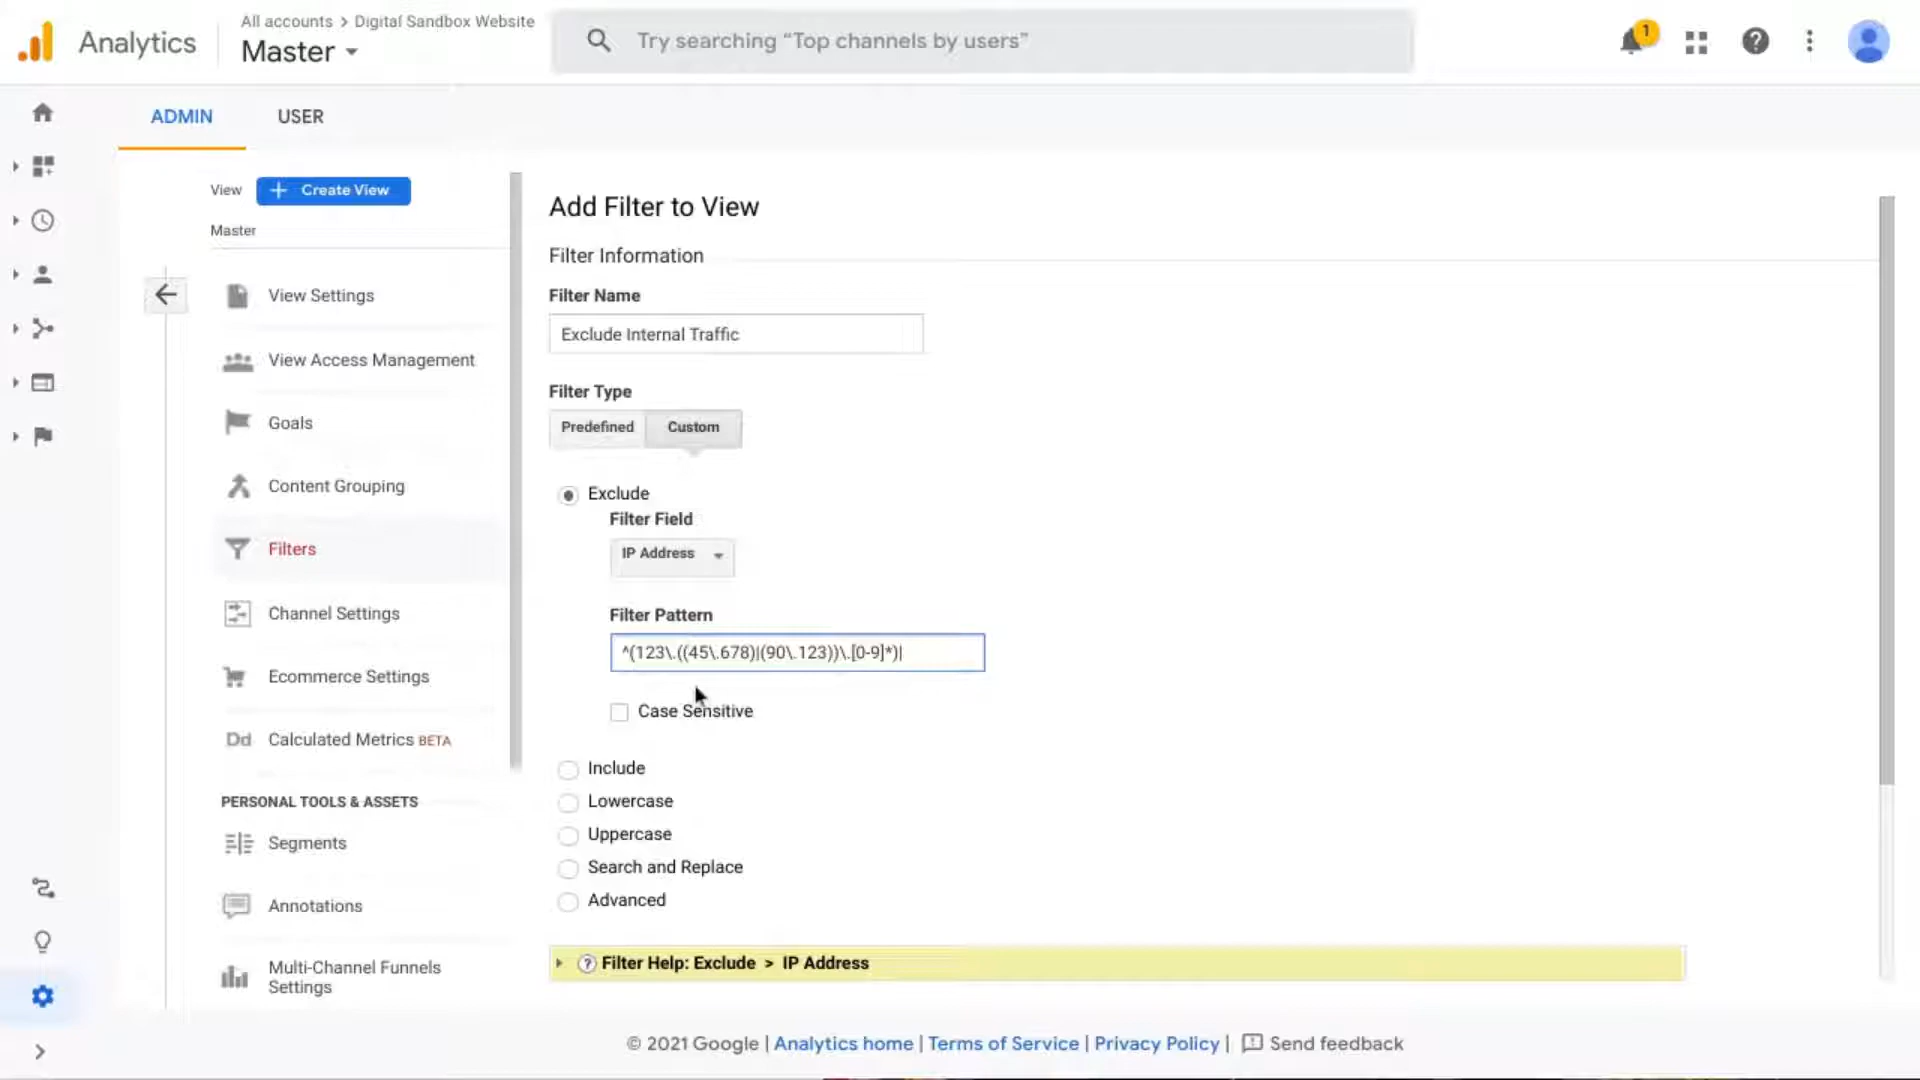 Analytics
All accounts > Digital Sandbox Website
Master
Try searching “Top channels by users”
1
ADMIN
USER
View
+ Create View
Master
View Settings
View Access Management
Goals
Content Grouping
Filters
Channel Settings
Ecommerce Settings
Dd Calculated Metrics BETA
PERSONAL TOOLS & ASSETS
Segments
Annotations
Multi-Channel Funnels
Settings
Add Filter to View
Filter Information
Filter Name
Exclude Internal Traffic
Filter Type
Predefined
Custom
Exclude
Filter Field
IP Address
Filter Pattern
^(123\.((45\.678)|(90\.123))\.[0-9]*)|
Case Sensitive
Include
Lowercase
Uppercase
Search and Replace
Advanced
? Filter Help: Exclude > IP Address
© 2021 Google | Analytics home | Terms of Service | Privacy Policy | Send feedback